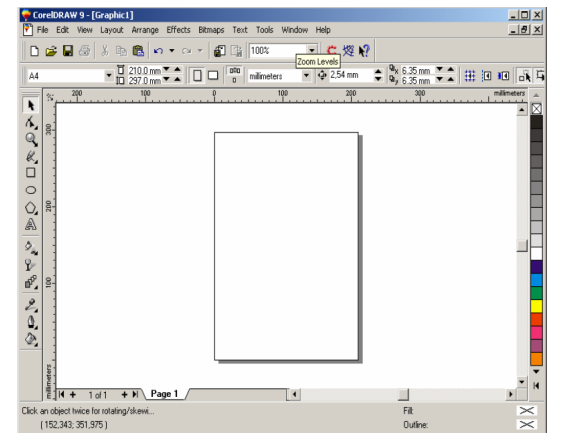 CorelDRAW 9 - [Graphic1]
File Edit View Layout Arrange Effects Bitmaps Text Tools Window Help
100%
Zoom Levels
A4 210.0 mm 297.0 mm millimeters 2,54 mm 6.35 mm 6.35 mm
200 100 0 100 200 300 millimeters
300
200
100
millimeters
1 of 1 Page 1
Click an object twice for rotating/skewi... Fill:
( 152,343; 351,975 ) Outline: